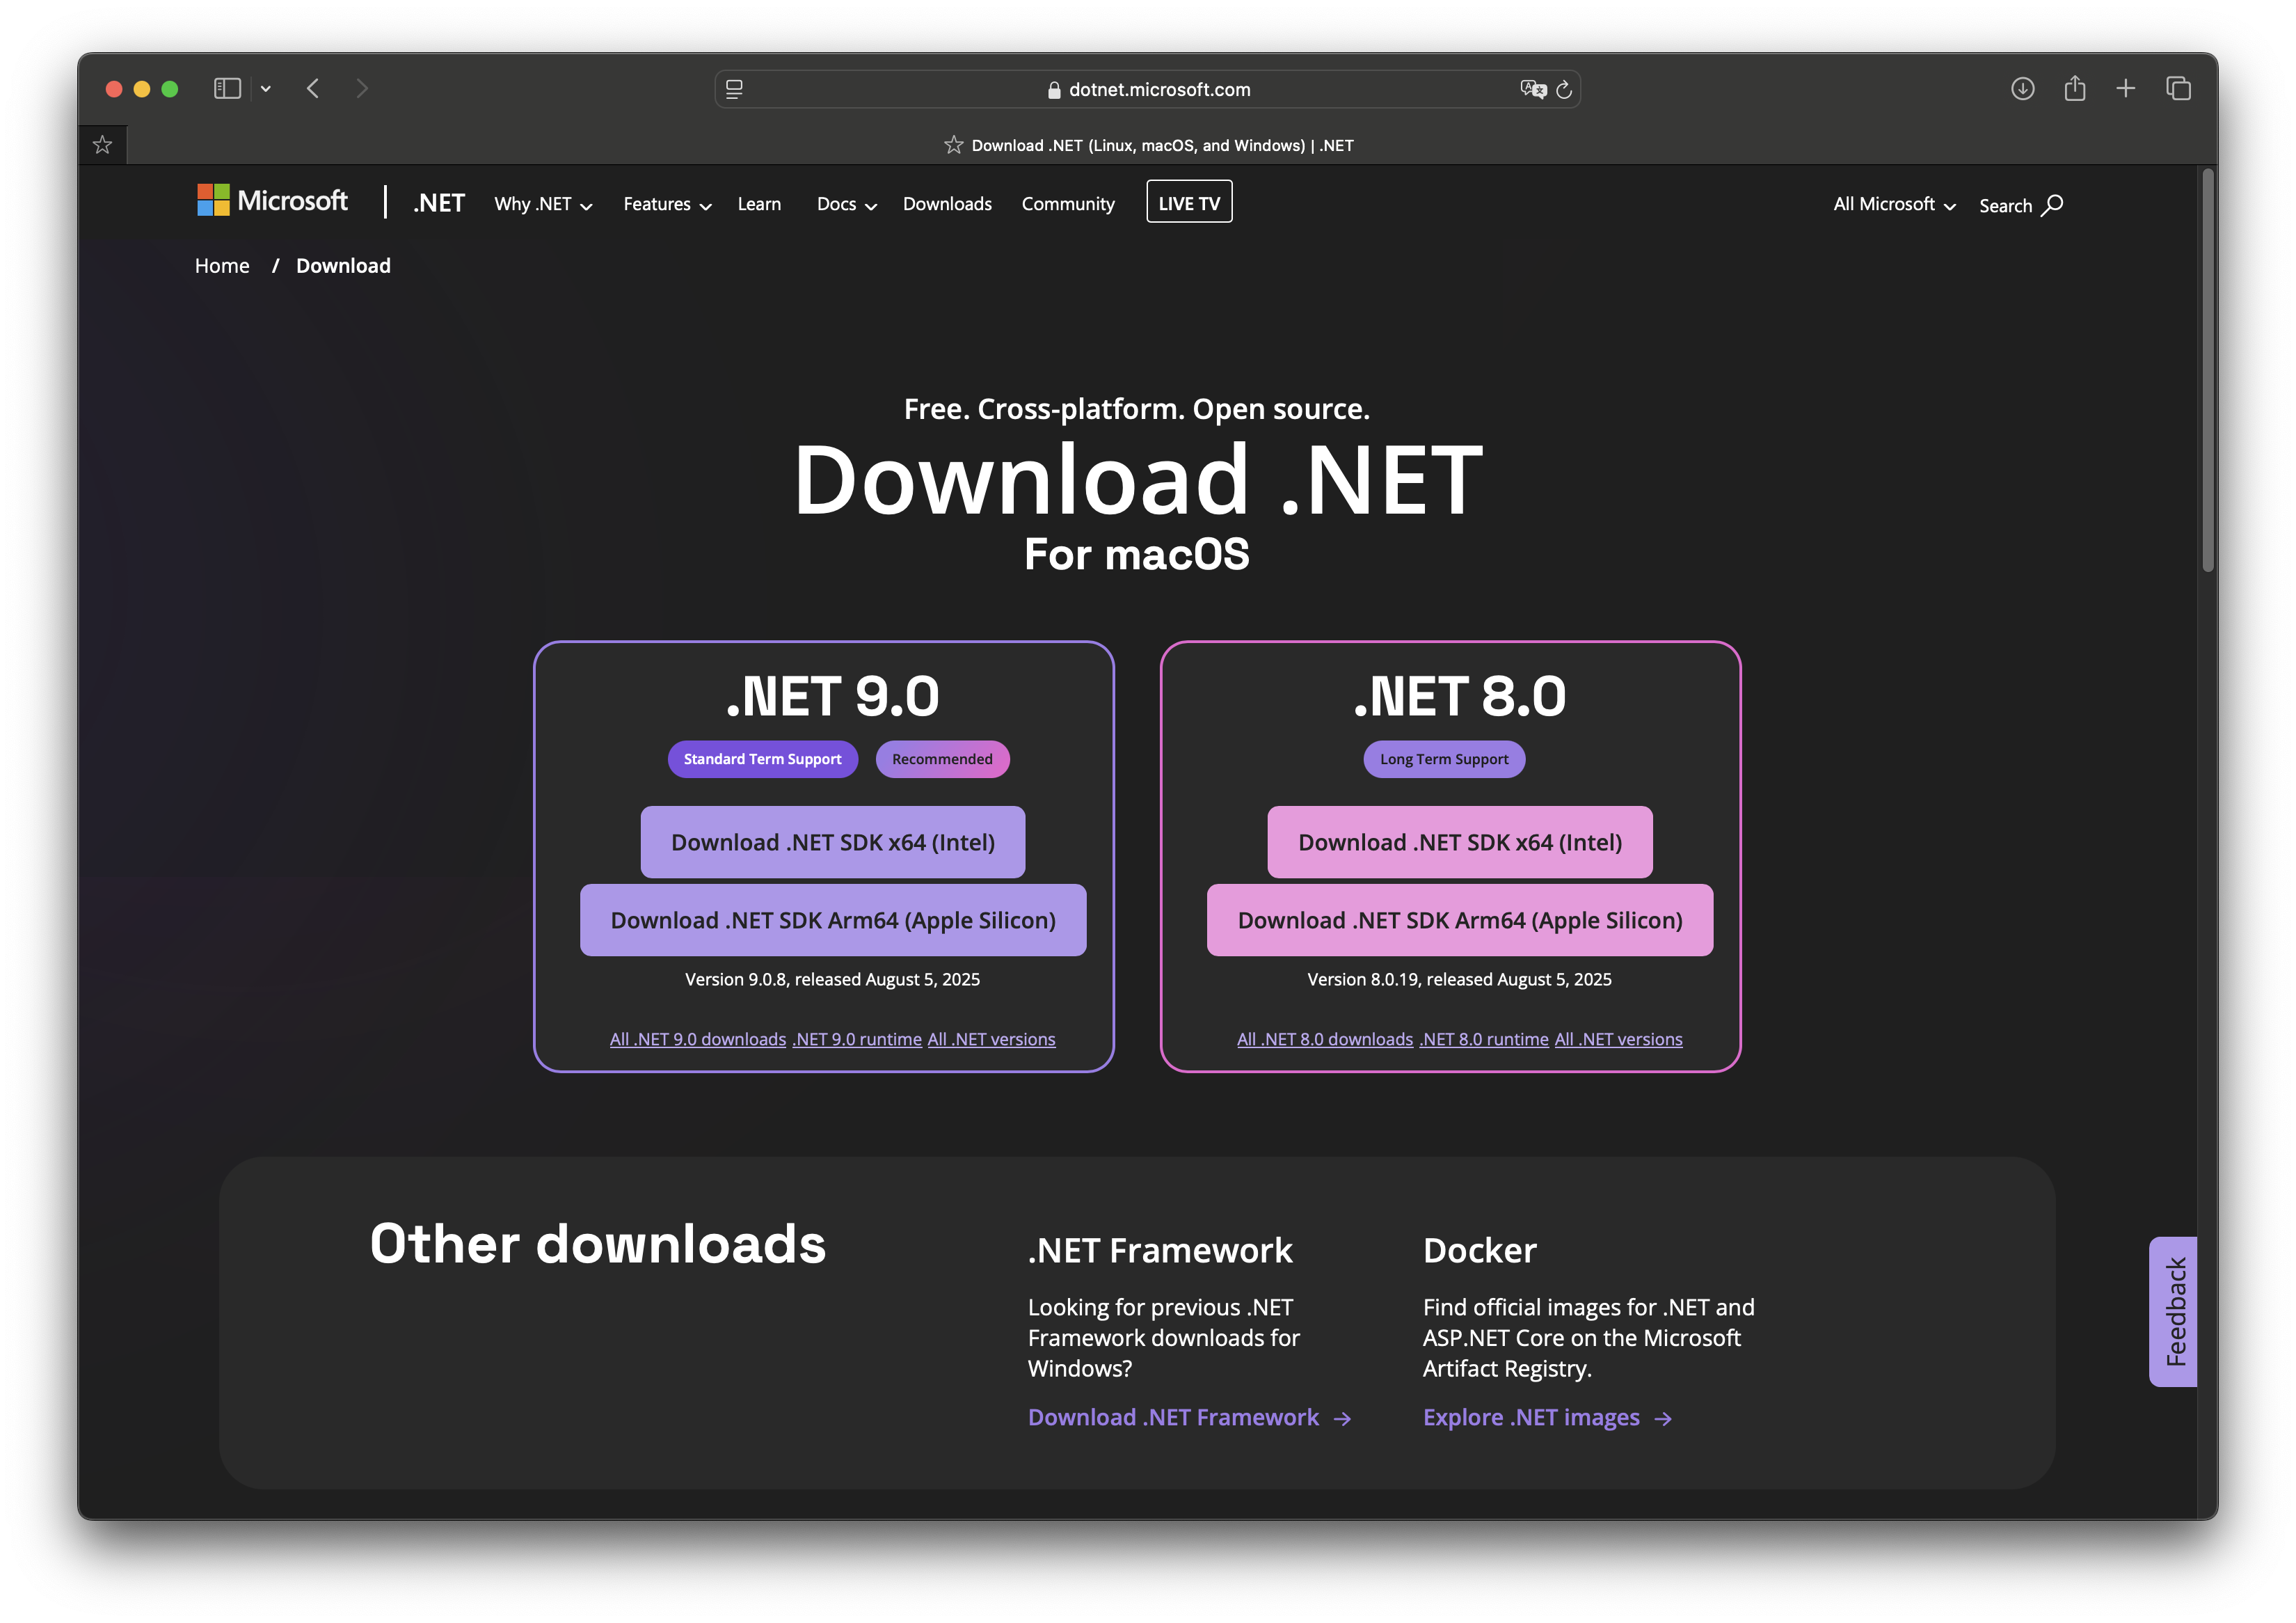 dotnet.microsoft.com
Download .NET (Linux, macOS, and Windows) | .NET
Microsoft | .NET Why .NET Features Learn Docs Downloads Community LIVE TV All Microsoft Search
Home / Download
Free. Cross-platform. Open source.
Download .NET
For macOS
.NET 9.0
Standard Term Support Recommended
Download .NET SDK x64 (Intel)
Download .NET SDK Arm64 (Apple Silicon)
Version 9.0.8, released August 5, 2025
All .NET 9.0 downloads .NET 9.0 runtime All .NET versions
.NET 8.0
Long Term Support
Download .NET SDK x64 (Intel)
Download .NET SDK Arm64 (Apple Silicon)
Version 8.0.19, released August 5, 2025
All .NET 8.0 downloads .NET 8.0 runtime All .NET versions
Other downloads
.NET Framework
Looking for previous .NET
Framework downloads for
Windows?
Download .NET Framework →
Docker
Find official images for .NET and
ASP.NET Core on the Microsoft
Artifact Registry.
Explore .NET images →
Feedback